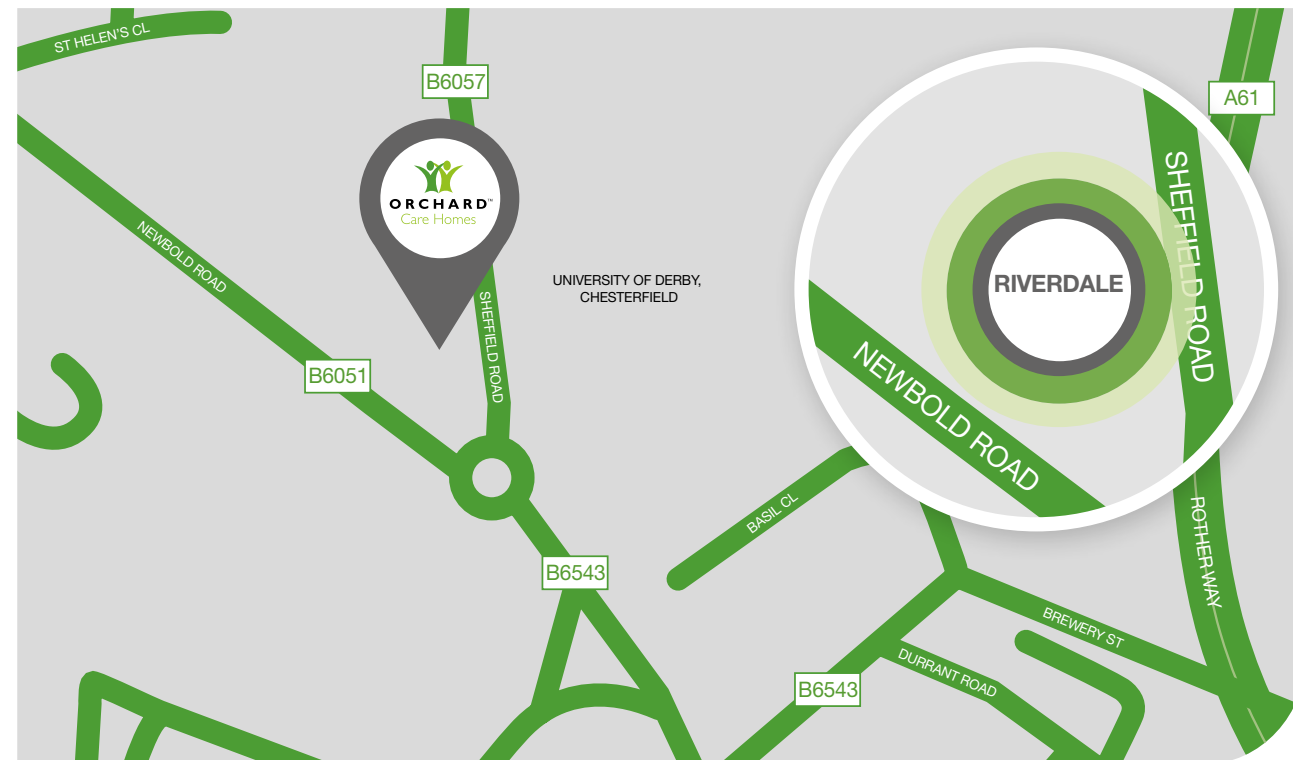 ST HELEN'S CL
B6057
A61
ORCHARD™
Care Homes
NEWBOLD ROAD
SHEFFIELD ROAD
UNIVERSITY OF DERBY,
CHESTERFIELD
RIVERDALE
SHEFFIELD ROAD
NEWBOLD ROAD
B6051
B6543
BASIL CL
ROTHER WAY
BREWERY ST
DURRANT ROAD
B6543